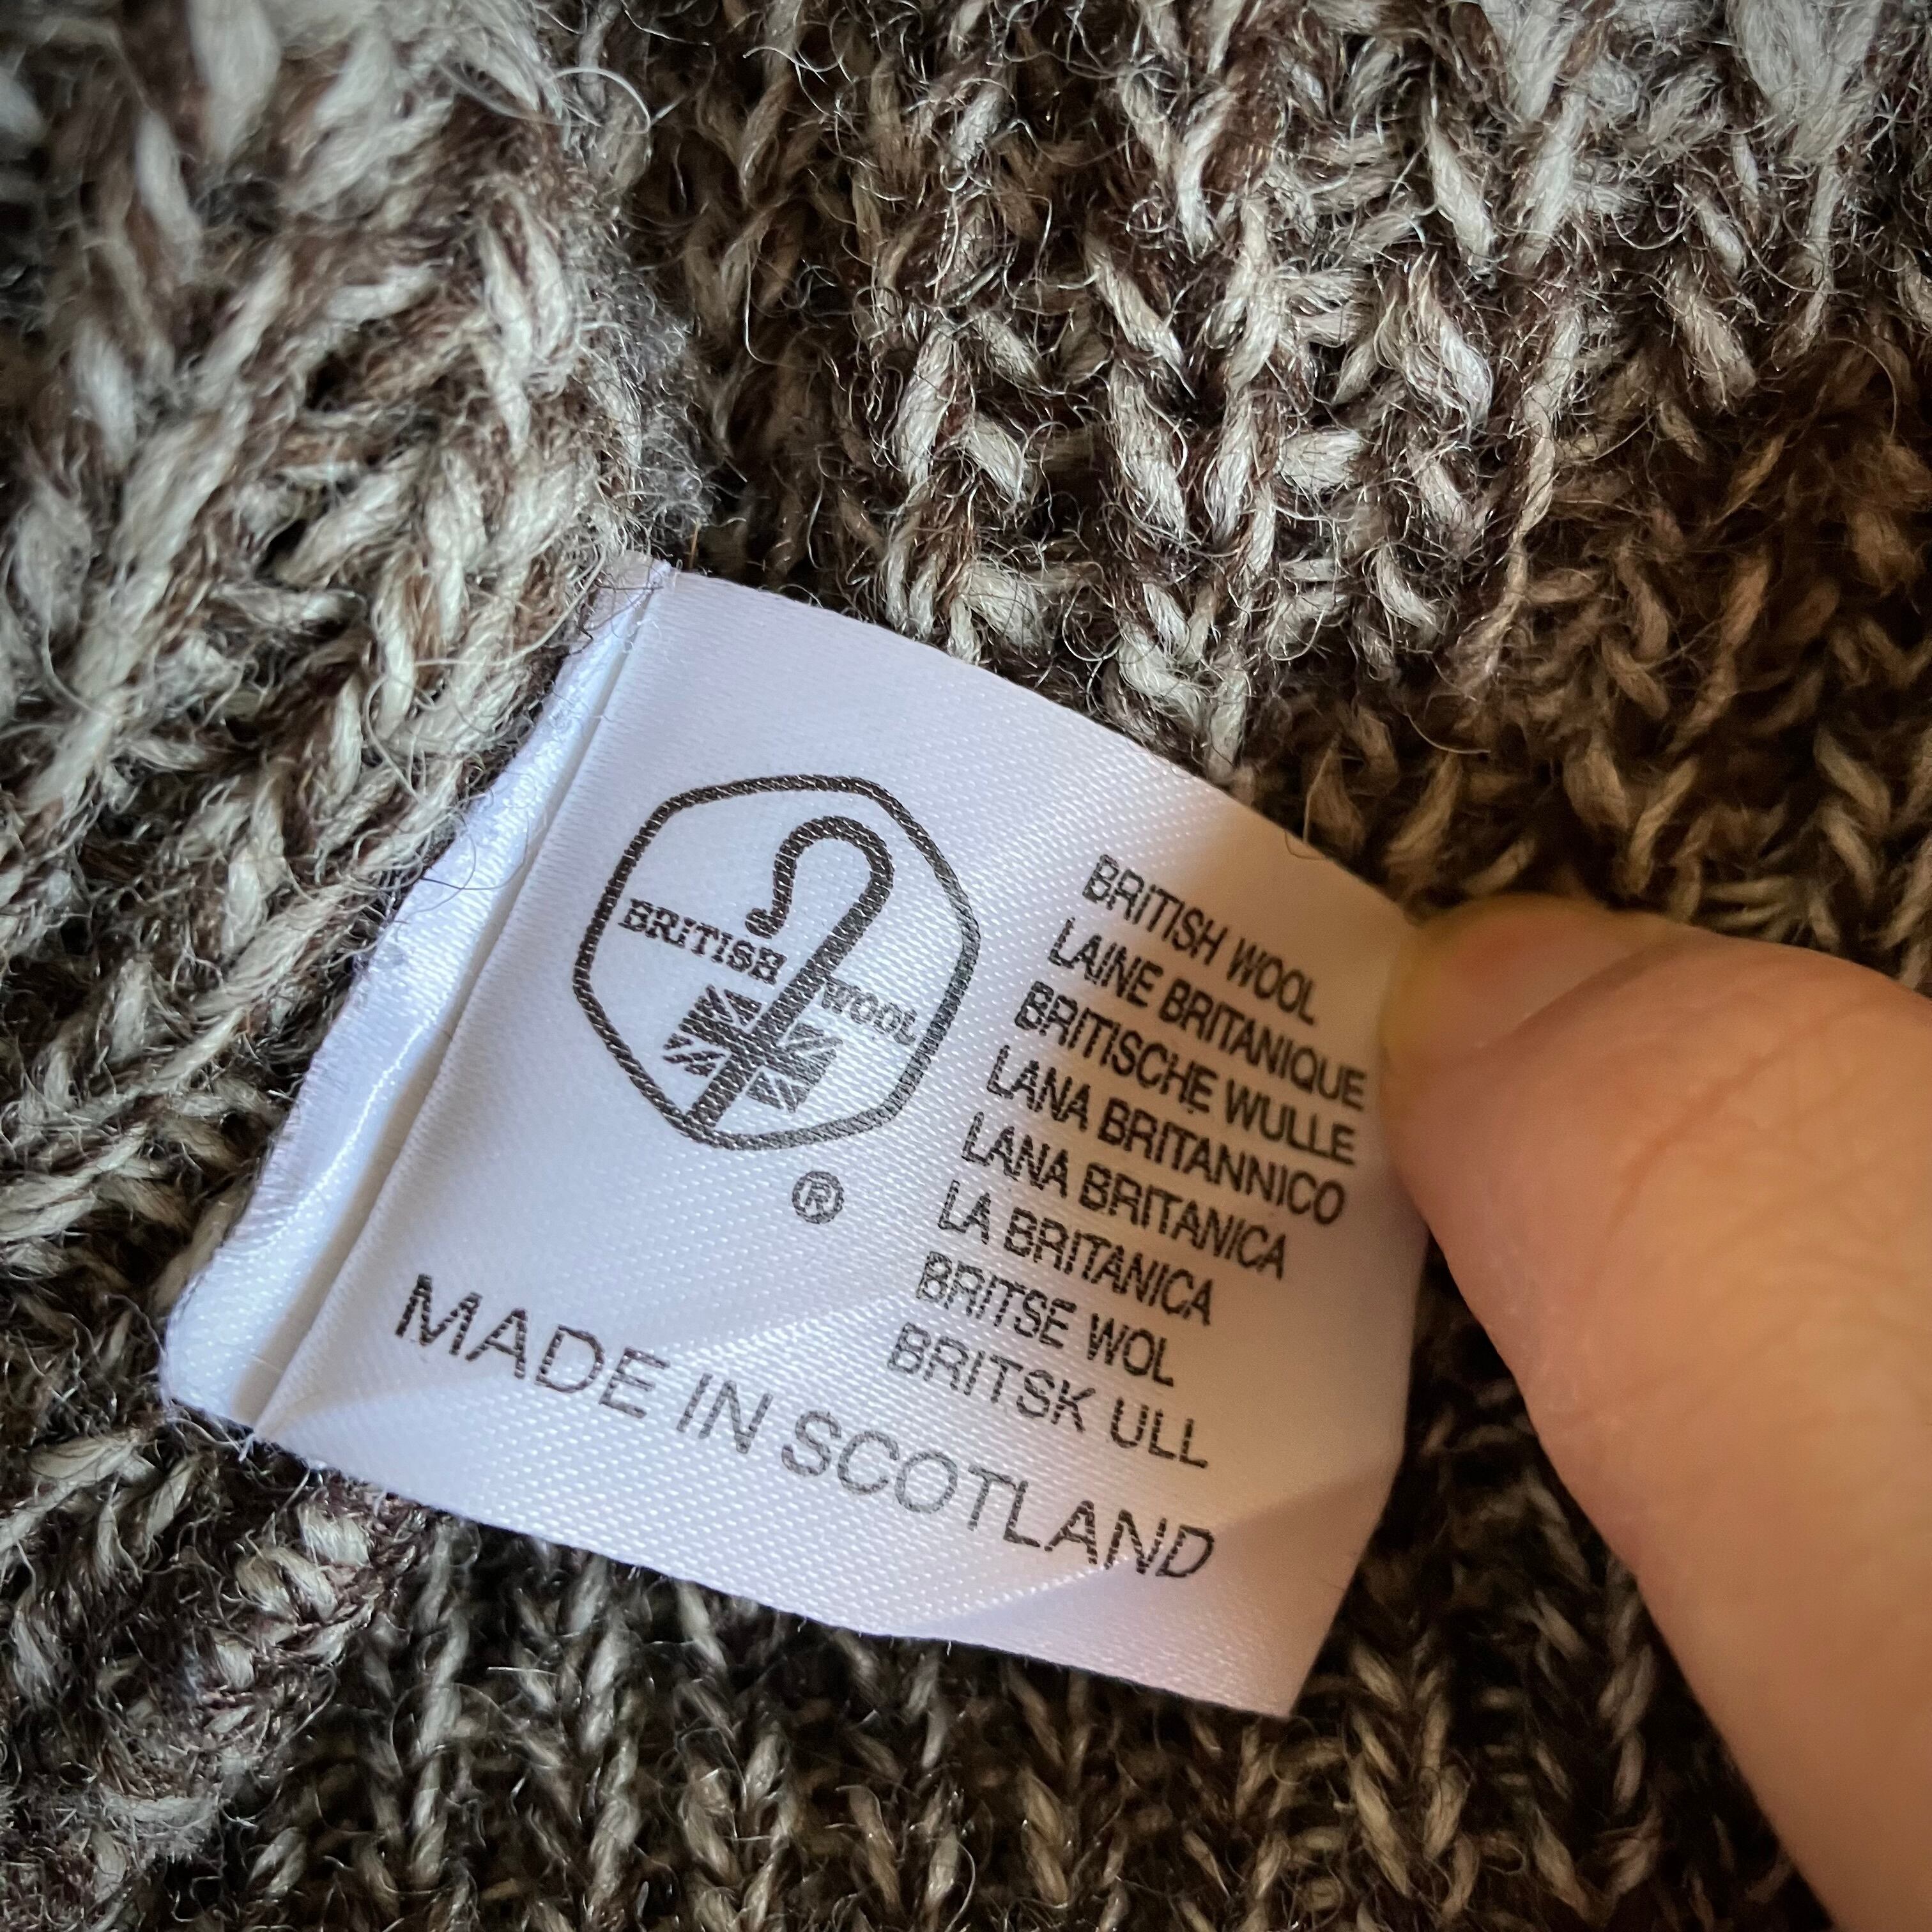 BRITISH WOOL
®
BRITISH WOOL
LAINE BRITANIQUE
BRITISCHE WULLE
LANA BRITANNICO
LANA BRITANICA
LA BRITANICA
BRITSE WOL
BRITSK ULL
MADE IN SCOTLAND